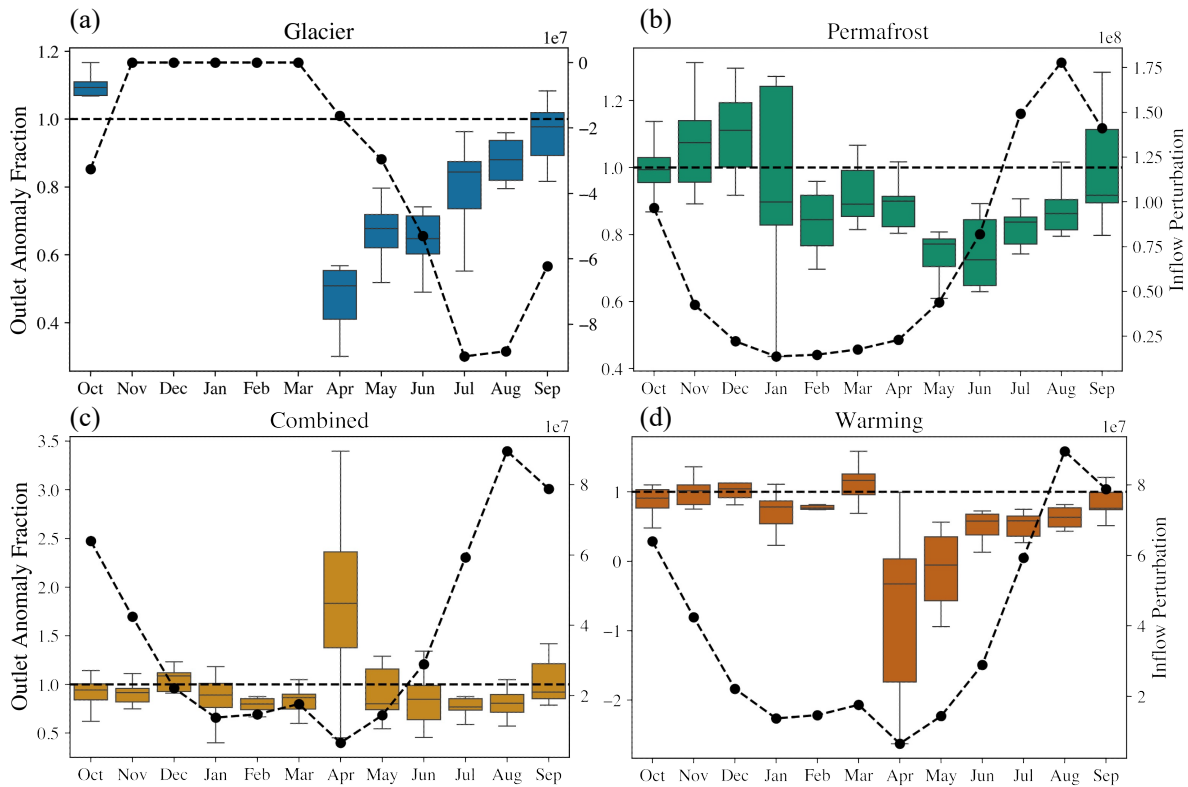 (a)
Glacier
1e7
Outlet Anomaly Fraction
1.2
1.0
0.8
0.6
0.4
0
−2
−4
−6
−8
Oct Nov Dec Jan Feb Mar Apr May Jun Jul Aug Sep
(b)
Permafrost
1e8
1.2
1.0
0.8
0.6
0.4
1.75
1.50
1.25
1.00
0.75
0.50
0.25
Inflow Perturbation
Oct Nov Dec Jan Feb Mar Apr May Jun Jul Aug Sep
(c)
Combined
1e7
Outlet Anomaly Fraction
3.5
3.0
2.5
2.0
1.5
1.0
0.5
8
6
4
2
Oct Nov Dec Jan Feb Mar Apr May Jun Jul Aug Sep
(d)
Warming
1e7
1
0
−1
−2
8
6
4
2
Inflow Perturbation
Oct Nov Dec Jan Feb Mar Apr May Jun Jul Aug Sep